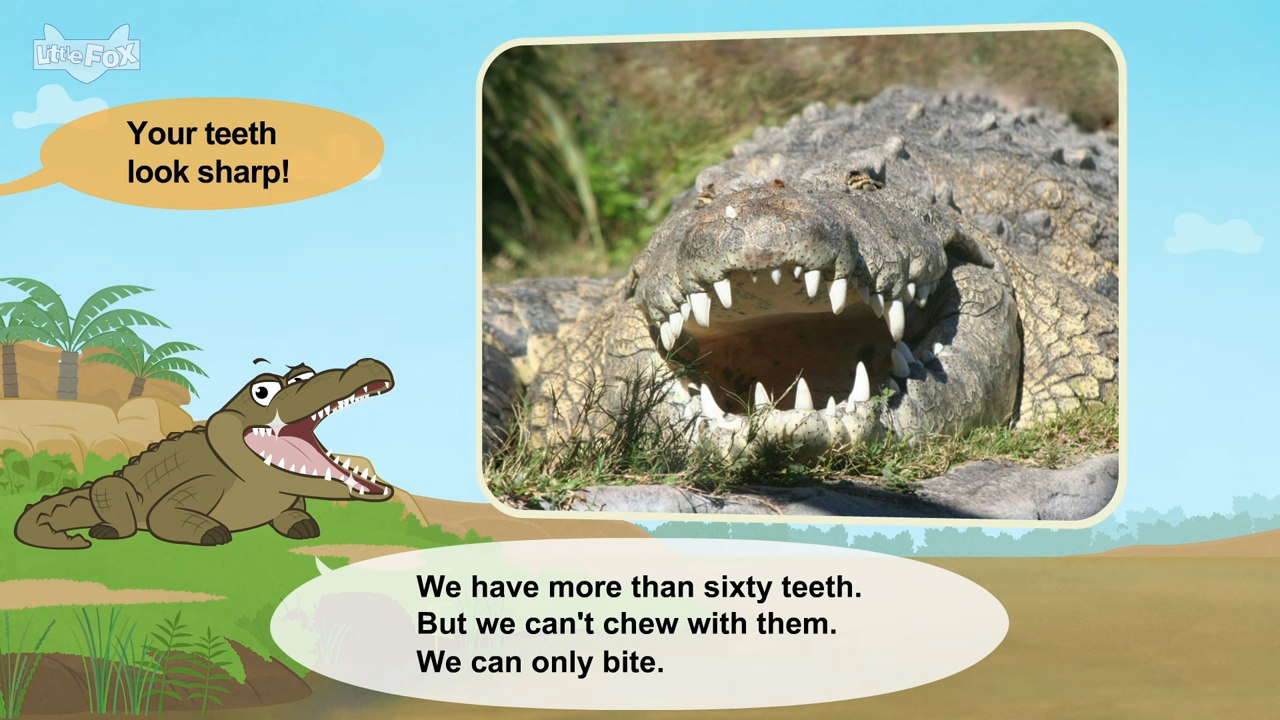 Little Fox
Your teeth
look sharp!
We have more than sixty teeth.
But we can't chew with them.
We can only bite.